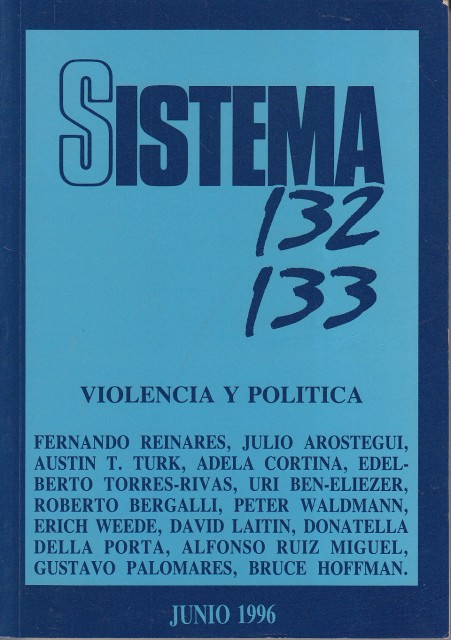 SISTEMA
132
133
VIOLENCIA Y POLITICA
FERNANDO REINARES, JULIO AROSTEGUI,
AUSTIN T. TURK, ADELA CORTINA, EDEL-
BERTO TORRES-RIVAS, URI BEN-ELIEZER,
ROBERTO BERGALLI, PETER WALDMANN,
ERICH WEEDE, DAVID LAITIN, DONATELLA
DELLA PORTA, ALFONSO RUIZ MIGUEL,
GUSTAVO PALOMARES, BRUCE HOFFMAN.
JUNIO 1996